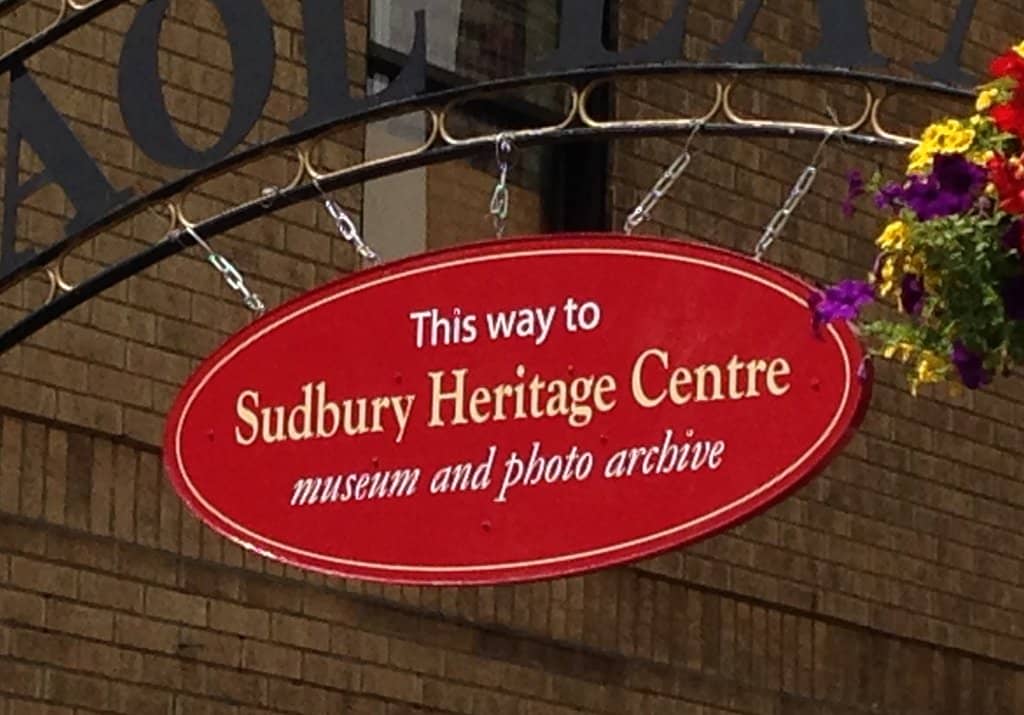 This way to
Sudbury Heritage Centre
museum and photo archive